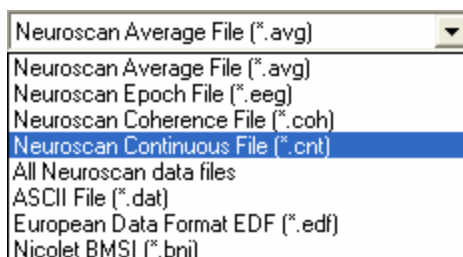 Neuroscan Average File (*.avg)
Neuroscan Average File (*.avg)
Neuroscan Epoch File (*.eeg)
Neuroscan Coherence File (*.coh)
Neuroscan Continuous File (*.cnt)
All Neuroscan data files
ASCII File (*.dat)
European Data Format EDF (*.edf)
Nicolet BMSI (*.bni)